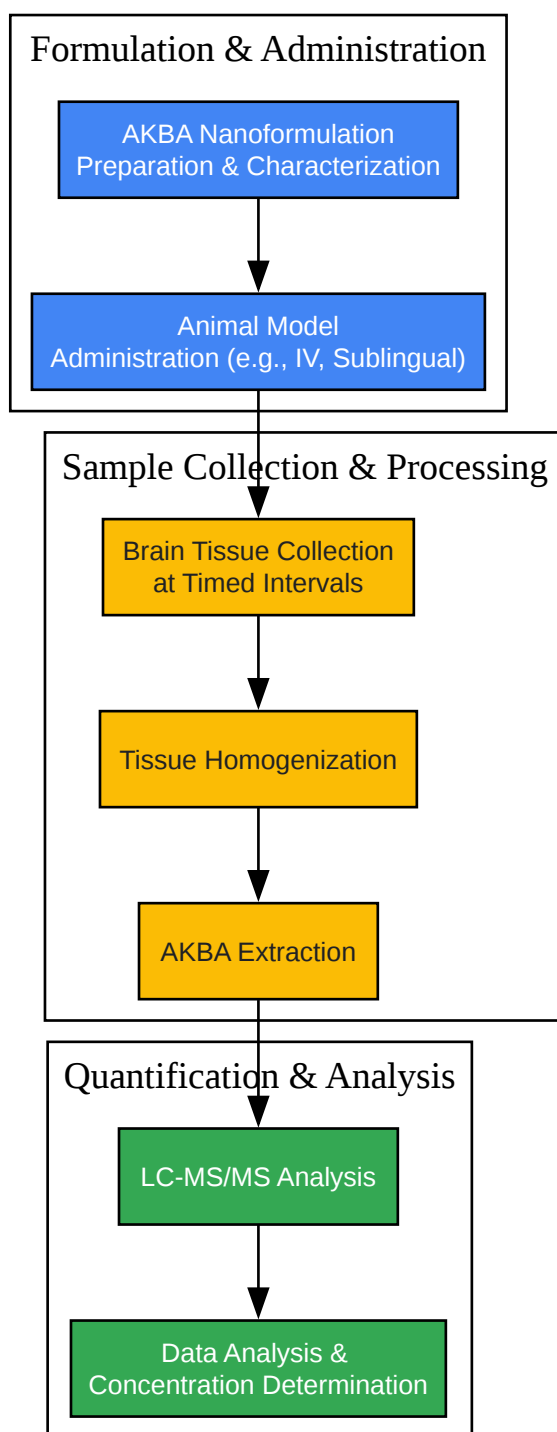 Formulation & Administration
AKBA Nanoformulation
Preparation & Characterization
Animal Model
Administration (e.g., IV, Sublingual)
Sample Collection & Processing
Brain Tissue Collection
at Timed Intervals
Tissue Homogenization
AKBA Extraction
Quantification & Analysis
LC-MS/MS Analysis
Data Analysis &
Concentration Determination